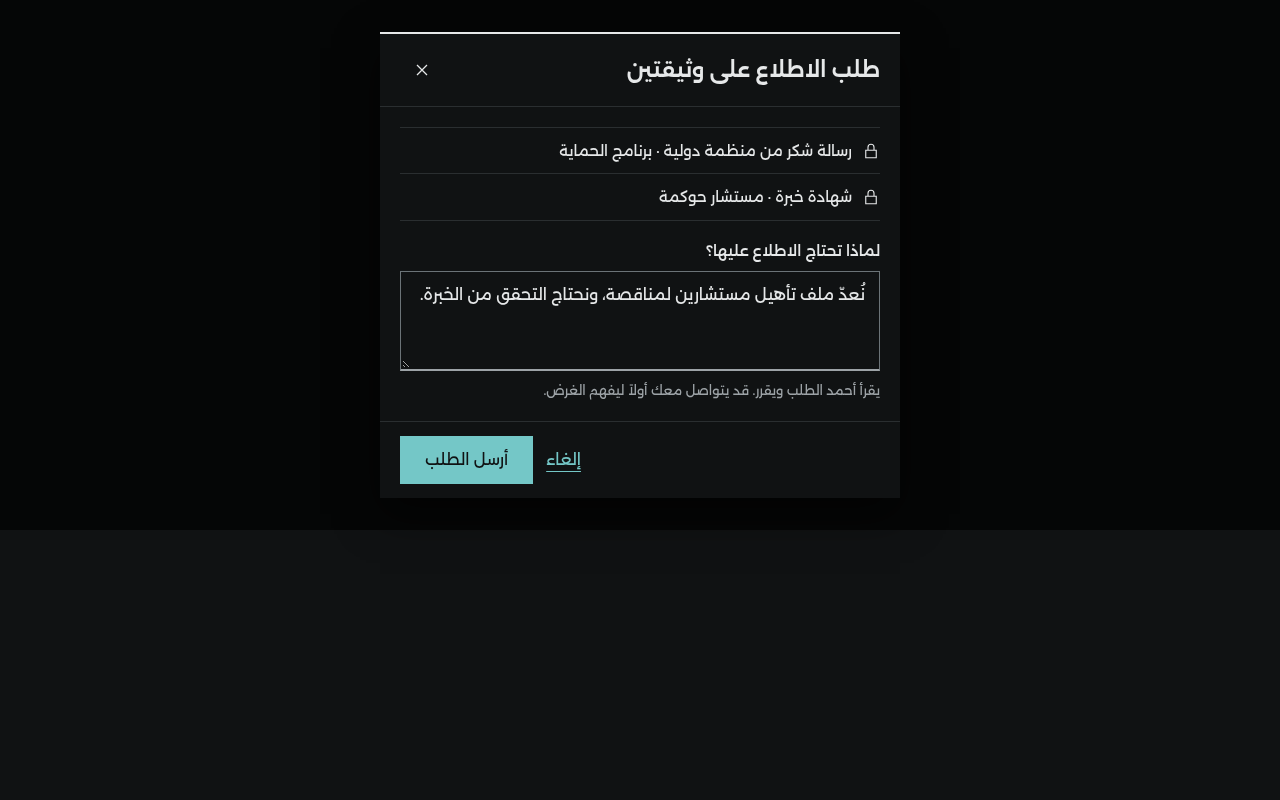 طلب الاطلاع على وثيقتين
رسالة شكر من منظمة دولية · برنامج الحماية
شهادة خبرة · مستشار حوكمة
لماذا تحتاج الاطلاع عليها؟
نُعدّ ملف تأهيل مستشارين لمناقصة، ونحتاج التحقق من الخبرة.
يقرأ أحمد الطلب ويقرر. قد يتواصل معك أولًا ليفهم الغرض.
إلغاء
أرسل الطلب